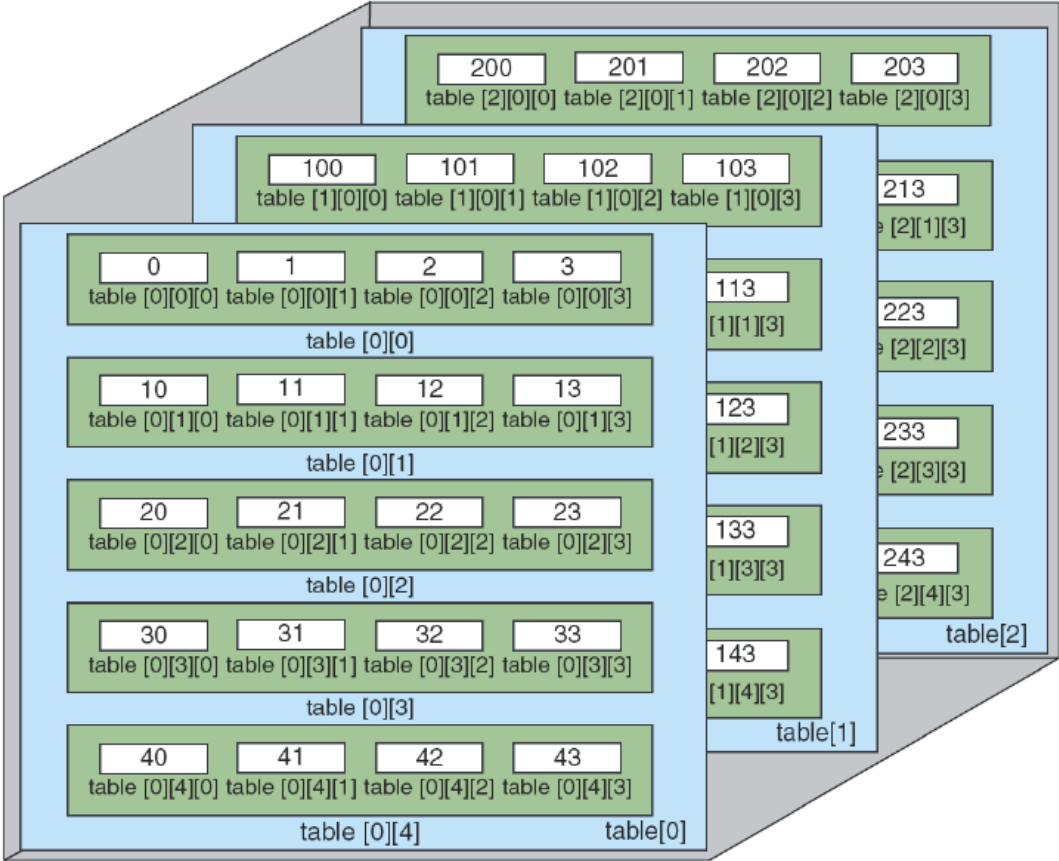 200 201 202 203
table [2][0][0] table [2][0][1] table [2][0][2] table [2][0][3]
100 101 102 103
table [1][0][0] table [1][0][1] table [1][0][2] table [1][0][3]
213
[2][1][3]
0 1 2 3
table [0][0][0] table [0][0][1] table [0][0][2] table [0][0][3]
table [0][0]
113
[1][1][3]
223
[2][2][3]
10 11 12 13
table [0][1][0] table [0][1][1] table [0][1][2] table [0][1][3]
table [0][1]
123
[1][2][3]
233
[2][3][3]
20 21 22 23
table [0][2][0] table [0][2][1] table [0][2][2] table [0][2][3]
table [0][2]
133
[1][3][3]
243
[2][4][3]
table[2]
30 31 32 33
table [0][3][0] table [0][3][1] table [0][3][2] table [0][3][3]
table [0][3]
143
[1][4][3]
table[1]
40 41 42 43
table [0][4][0] table [0][4][1] table [0][4][2] table [0][4][3]
table [0][4] table[0]